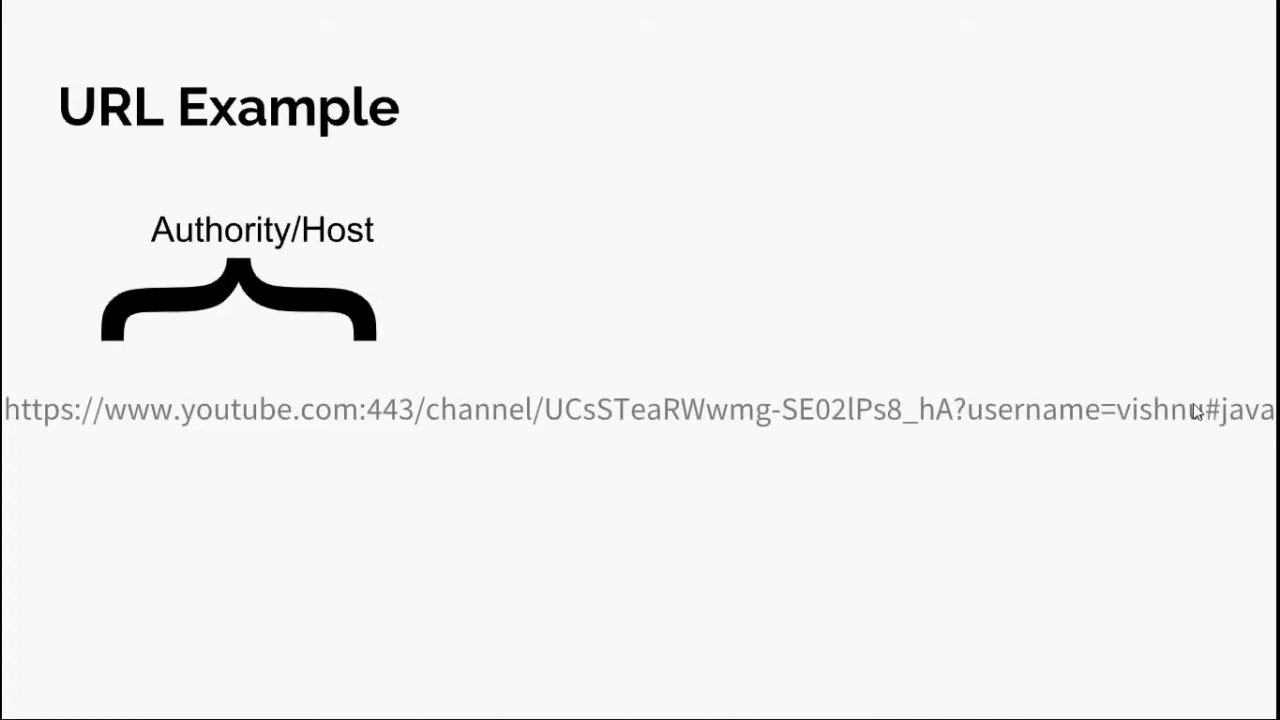 URL Example
Authority/Host
https://www.youtube.com:443/channel/UCsSTeaRWwmg-SE02lPs8_hA?username=vishnu#java